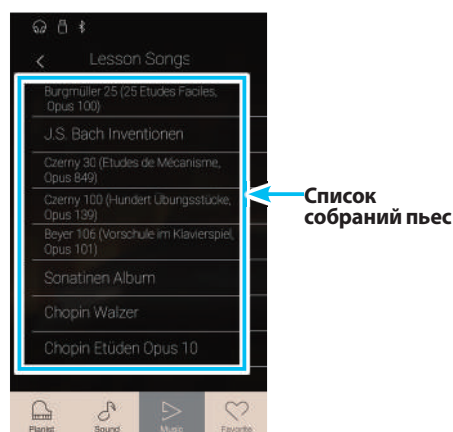 Lesson Songs
Burgmüller 25 (25 Etudes Faciles,
Opus 100)
J.S. Bach Inventionen
Czerny 30 (Etudes de Mécanisme,
Opus 849)
Czerny 100 (Hundert Übungsstücke,
Opus 139)
Beyer 106 (Vorschule im Klavierspiel,
Opus 101)
Sonatinen Album
Chopin Walzer
Chopin Etüden Opus 10
Список
собраний пьес
Pianist Sound Music Favorite